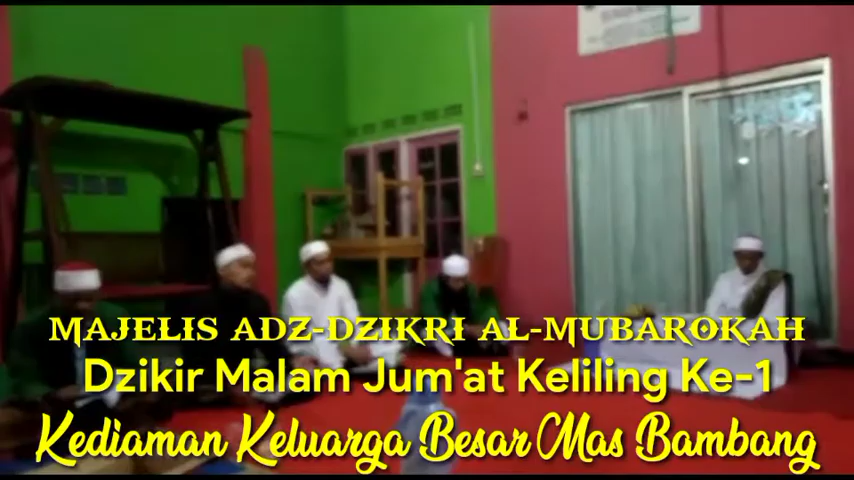 MAJELIS ADZ-DZIKRI AL-MUBAROKAH
Dzikir Malam Jum'at Keliling Ke-1
Kediaman Keluarga Besar Mas Bambang